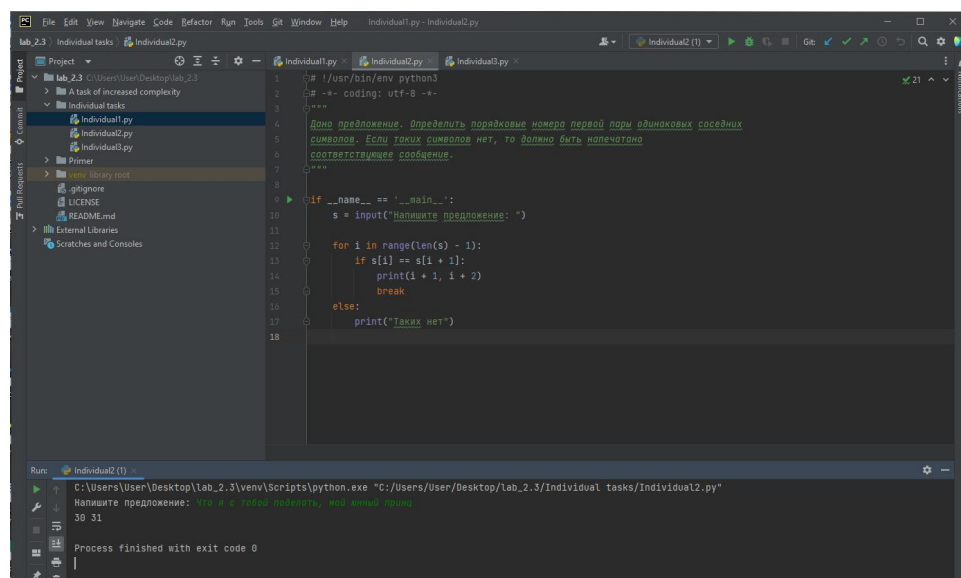 PC File Edit View Navigate Code Refactor Run Tools Git Window Help Individual1.py - Individual2.py
lab_2.3 Individual tasks Individual2.py Individual2 (1) Git:
Project Individual1.py Individual2.py Individual3.py
Project
Commit
Pull Requests
lab_2.3 C:\Users\User\Desktop\lab_2.3
A task of increased complexity
Individual tasks
Individual1.py
Individual2.py
Individual3.py
Primer
venv library root
.gitignore
LICENSE
README.md
External Libraries
Scratches and Consoles
21
1 # !/usr/bin/env python3
2 # -*- coding: utf-8 -*-
3 """
4 Дано предложение. Определить порядковые номера первой пары одинаковых соседних
5 символов. Если таких символов нет, то должно быть напечатано
6 соответствующее сообщение.
7 """
8
9 if __name__ == '__main__':
10 s = input("Напишите предложение: ")
11
12 for i in range(len(s) - 1):
13 if s[i] == s[i + 1]:
14 print(i + 1, i + 2)
15 break
16 else:
17 print("Таких нет")
18
Run: Individual2 (1)
C:\Users\User\Desktop\lab_2.3\venv\Scripts\python.exe "C:/Users/User/Desktop/lab_2.3/Individual tasks/Individual2.py"
Напишите предложение: Что я с тобой поделать, мой юнный принц
30 31
Process finished with exit code 0